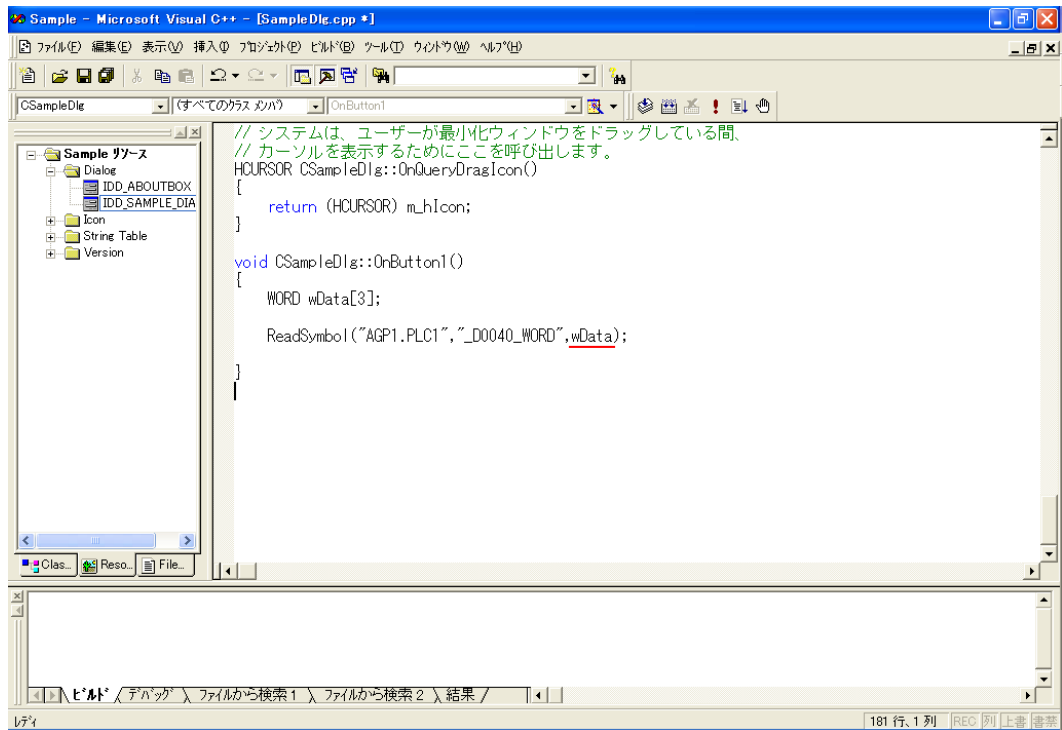 Sample - Microsoft Visual C++ - [SampleDlg.cpp *]
ﾌｧｲﾙ(F) 編集(E) 表示(V) 挿入(I) ﾌﾟﾛｼﾞｪｸﾄ(P) ﾋﾞﾙﾄﾞ(B) ﾂｰﾙ(T) ｳｨﾝﾄﾞｳ(W) ﾍﾙﾌﾟ(H)
CSampleDlg (すべてのｸﾗｽ ﾒﾝﾊﾞ) OnButton1
Sample ﾘｿｰｽ
Dialog
IDD_ABOUTBOX
IDD_SAMPLE_DIA
Icon
String Table
Version
Clas... Reso... File...
// システムは、ユーザーが最小化ウィンドウをドラッグしている間、
// カーソルを表示するためにここを呼び出します。
HCURSOR CSampleDlg::OnQueryDragIcon()
{
return (HCURSOR) m_hIcon;
}
void CSampleDlg::OnButton1()
{
WORD wData[3];
ReadSymbol("AGP1.PLC1","_D0040_WORD",wData);
}
ﾋﾞﾙﾄﾞ ﾃﾞﾊﾞｯｸﾞ ﾌｧｲﾙから検索 1 ﾌｧｲﾙから検索 2 結果
ﾚﾃﾞｨ 181 行、1 列 REC 列 上書 書禁